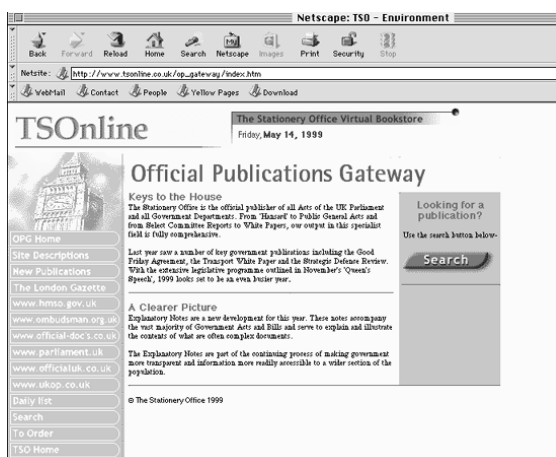 Netscape: TSO - Environment
Back Forward Reload Home Search Netscape Images Print Security Stop
Netsite: http://www.tsonline.co.uk/op_gateway/index.htm
WebMail Contact People Yellow Pages Download
TSOnline
The Stationery Office Virtual Bookstore
Friday, May 14, 1999
Official Publications Gateway
Keys to the House
The Stationery Office is the official publisher of all Acts of the UK Parliment
and all Government Departments. From 'Hansard' to Public General Acts and
from Select Committee Reports to White Papers, ow output in this specialist
field is fully comprehensive.
Last year saw a number of key government publications including the Good
Friday Agreement, the Transport White Paper and the Strategic Defense Review.
With the extensive legislative programme outlined in November's 'Queen's
Speech', 1999 looks set to be an even busier year.
A Clearer Picture
Explanatory Notes are a new development for this year. These notes accompany
the vast majority of Government Acts and Bills and serve to explain and illustrate
the contents of what are often complex documents.
The Explanatory Notes are part of the continuing process of making government
more transparent and information more readily accessible to a wider section of the
population.
© The Stationery Office 1999
Looking for a
publication?
Use the search button below-
Search
OPG Home
Site Descriptions
New Publications
The London Gazette
www.hmso.gov.uk
www.ombudsman.org.uk
www.official-doc's.co.uk
www.parliament.uk
www.officialuk.co.uk
www.ukop.co.uk
Daily list
Search
To Order
TSO Home